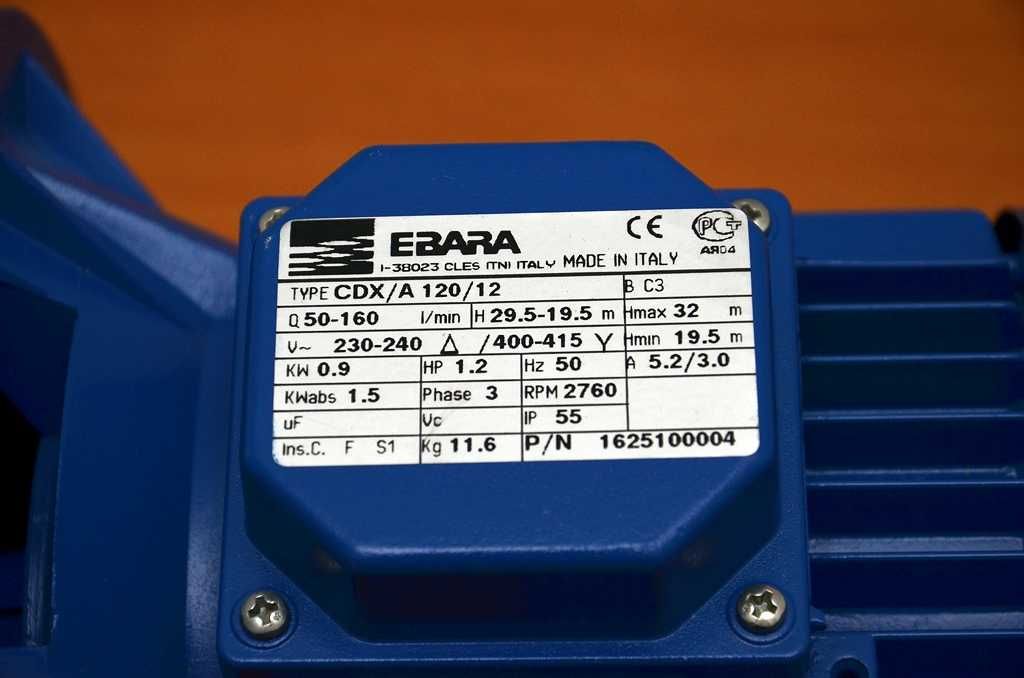 EBARA
CE
PC+
АЯ04
I-38023 CLES (TN) ITALY MADE IN ITALY
TYPE CDX/A 120/12 B C3
Q 50-160 l/min H 29.5-19.5 m Hmax 32 m
V~ 230-240 Δ /400-415 Y Hmin 19.5 m
KW 0.9 HP 1.2 Hz 50 A 5.2/3.0
KWabs 1.5 Phase 3 RPM 2760
uF Vc IP 55
Ins.C. F S1 Kg 11.6 P/N 1625100004